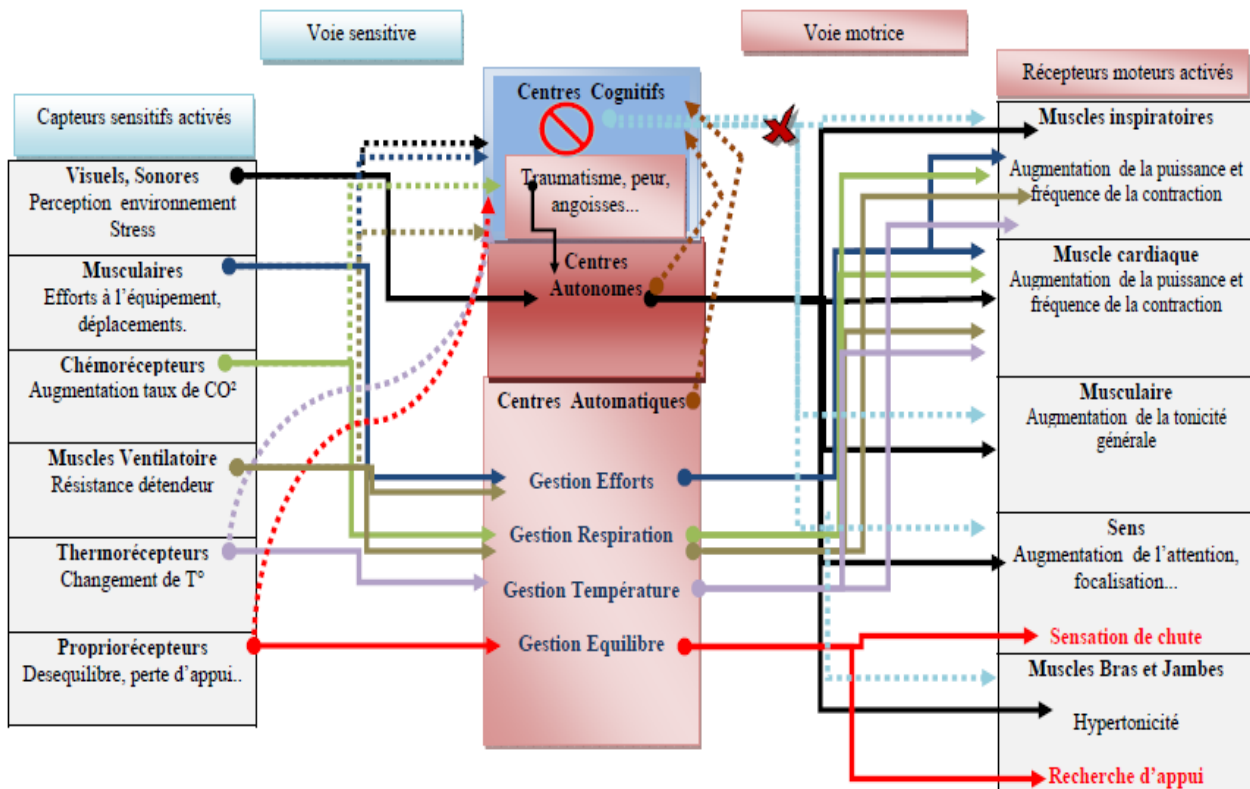 Voie sensitive
Voie motrice
Capteurs sensitifs activés
Récepteurs moteurs activés
Visuels, Sonores
Perception environnement
Stress
Musculaires
Efforts à l'équipement,
déplacements.
Chémorécepteurs
Augmentation taux de CO²
Muscles Ventilatoire
Résistance détendeur
Thermorécepteurs
Changement de T°
Propriorécepteurs
Desequilibre, perte d'appui..
Centres Cognitifs
Traumatisme, peur,
angoisses...
Centres
Autonomes
Centres Automatiques
Gestion Efforts
Gestion Respiration
Gestion Température
Gestion Equilibre
Muscles inspiratoires
Augmentation de la puissance et
fréquence de la contraction
Muscle cardiaque
Augmentation de la puissance et
fréquence de la contraction
Musculaire
Augmentation de la tonicité
générale
Sens
Augmentation de l'attention,
focalisation...
Sensation de chute
Muscles Bras et Jambes
Hypertonicité
Recherche d'appui